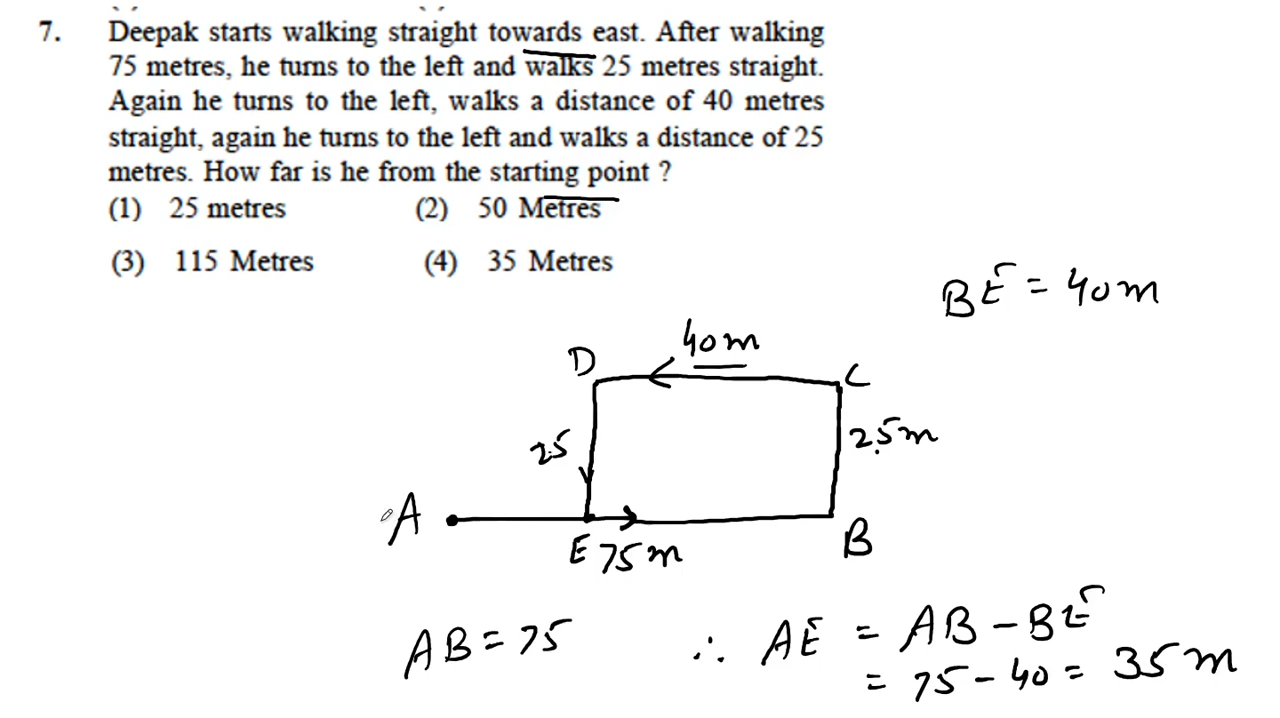 7. Deepak starts walking straight towards east. After walking
75 metres, he turns to the left and walks 25 metres straight.
Again he turns to the left, walks a distance of 40 metres
straight, again he turns to the left and walks a distance of 25
metres. How far is he from the starting point ?
(1) 25 metres (2) 50 Metres
(3) 115 Metres (4) 35 Metres
BE = 40m
40m
D
C
25
25m
A
E 75m
B
AB = 75
∴ AE = AB - BE
= 75 - 40 = 35m